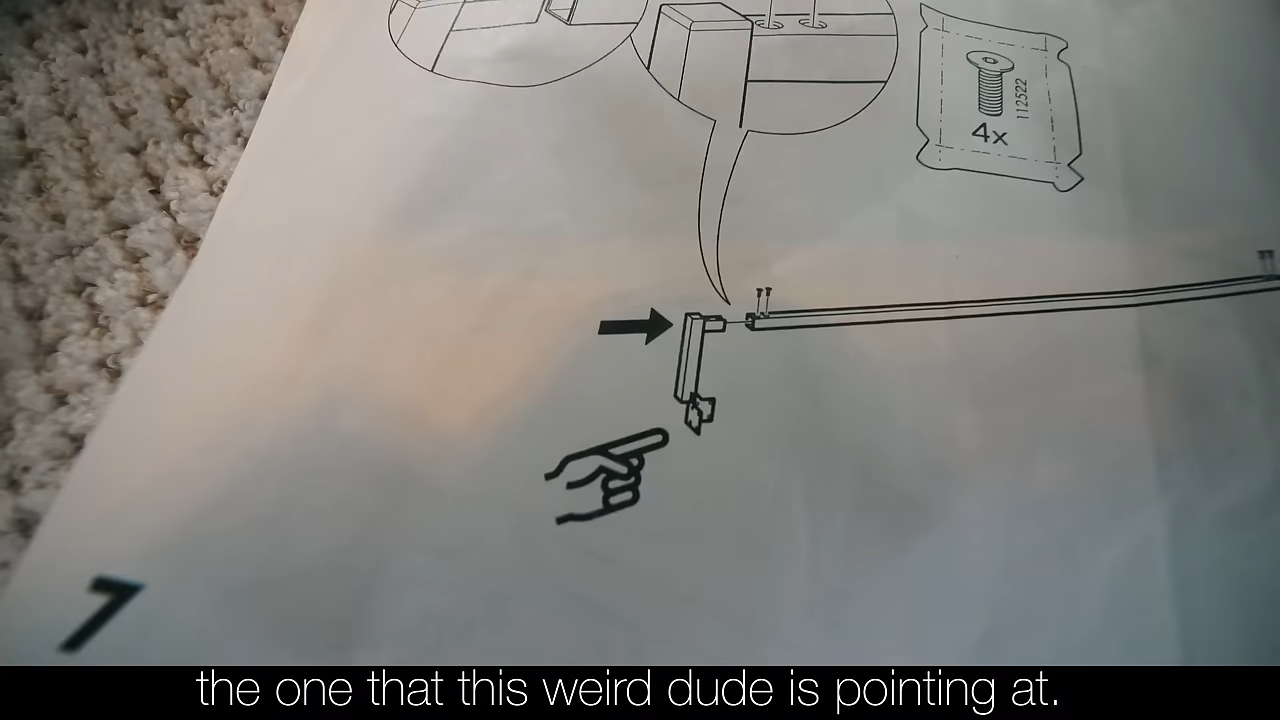 112522
4x
7
the one that this weird dude is pointing at.